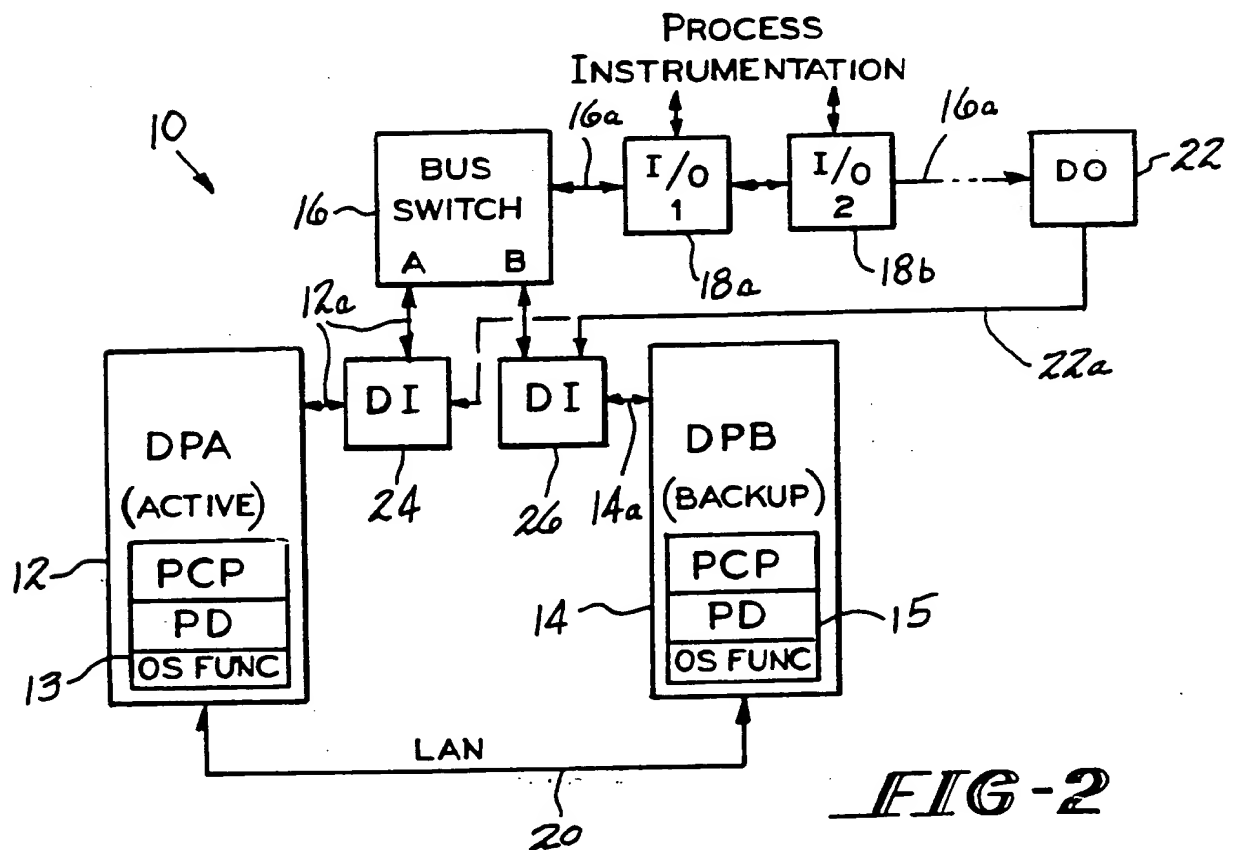 PROCESS
INSTRUMENTATION
10
16a
16a
BUS
SWITCH
A B
16
I/O
1
I/O
2
DO
22
18a
18b
12a
22a
DI
DI
24
26
14a
DPA
(ACTIVE)
PCP
PD
OS FUNC
12
13
DPB
(BACKUP)
PCP
PD
OS FUNC
14
15
LAN
20
FIG-2